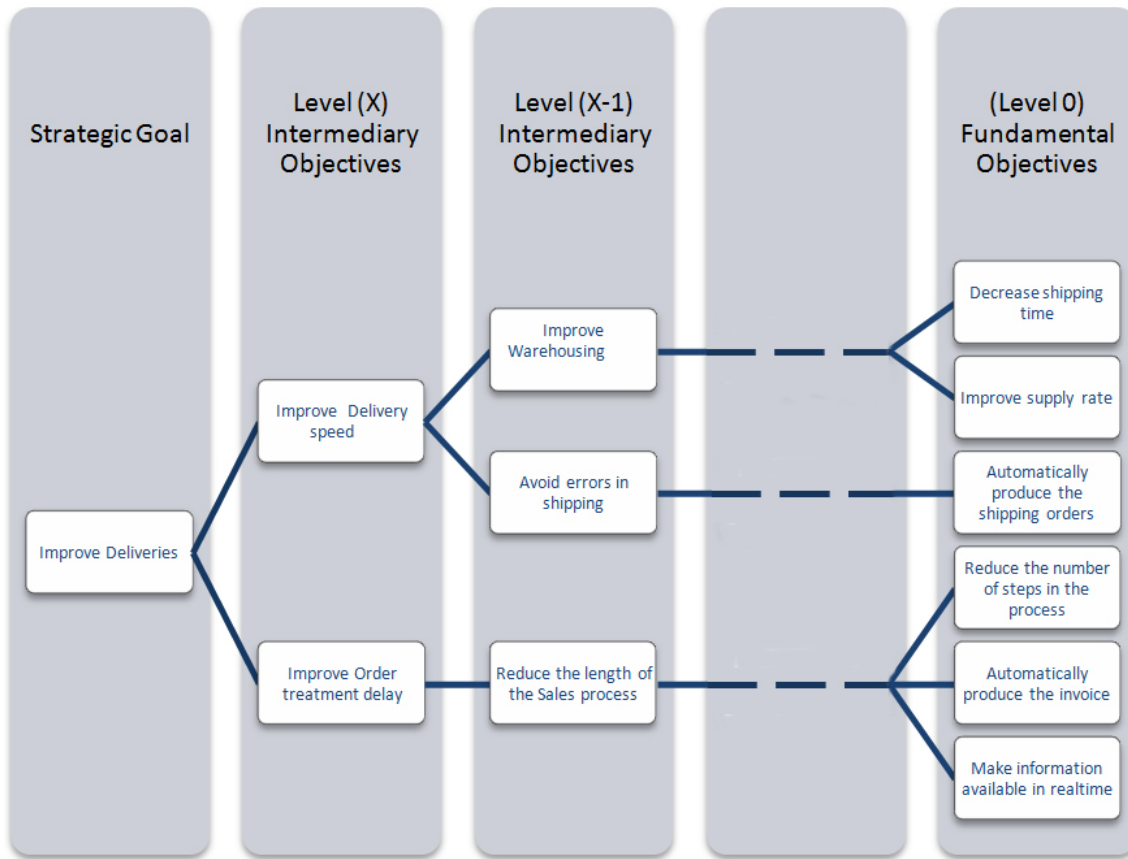 Strategic Goal
Level (X)
Intermediary
Objectives
Level (X-1)
Intermediary
Objectives
(Level 0)
Fundamental
Objectives
Improve Deliveries
Improve Delivery
speed
Improve Order
treatment delay
Improve
Warehousing
Avoid errors in
shipping
Reduce the length of
the Sales process
Decrease shipping
time
Improve supply rate
Automatically
produce the
shipping orders
Reduce the number
of steps in the
process
Automatically
produce the invoice
Make information
available in realtime